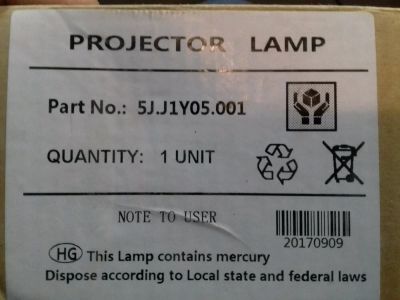 PROJECTOR LAMP
Part No.: 5J.J1Y05.001
QUANTITY: 1 UNIT
NOTE TO USER
20170909
HG This Lamp contains mercury
Dispose according to Local state and federal laws